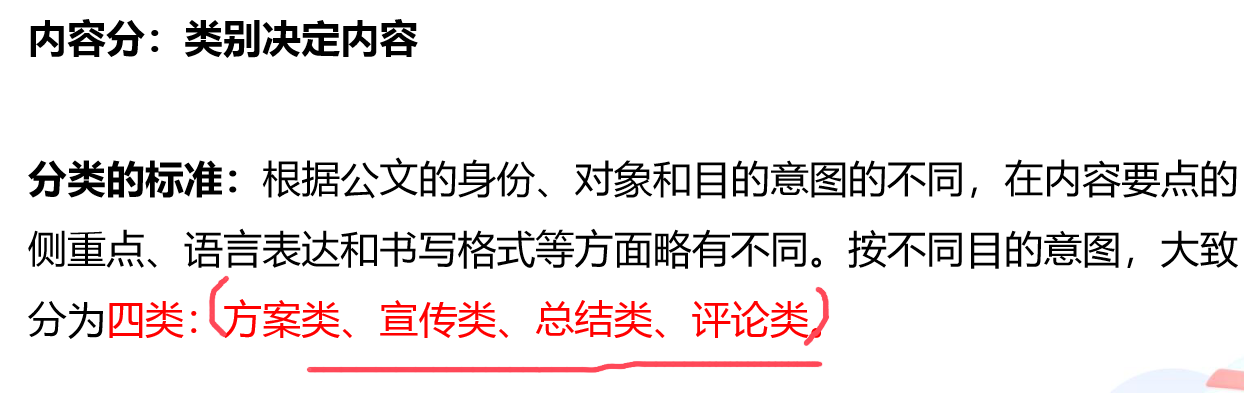 内容分：类别决定内容
分类的标准：根据公文的身份、对象和目的意图的不同，在内容要点的
侧重点、语言表达和书写格式等方面略有不同。按不同目的意图，大致
分为四类：(方案类、宣传类、总结类、评论类。)